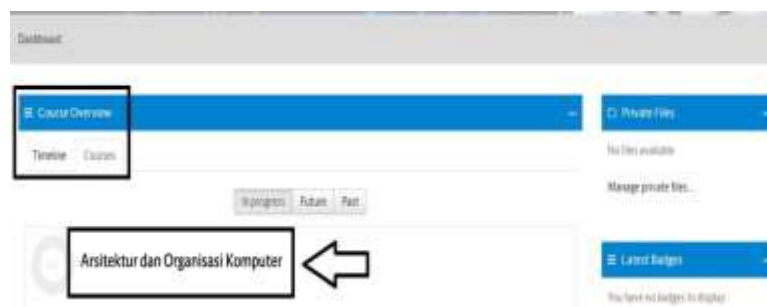 Dashboard
Course Overview
Timeline Courses
In progress Future Past
Arsitektur dan Organisasi Komputer
Private Files
No files available
Manage private files...
Latest Badges
You have no badges to display